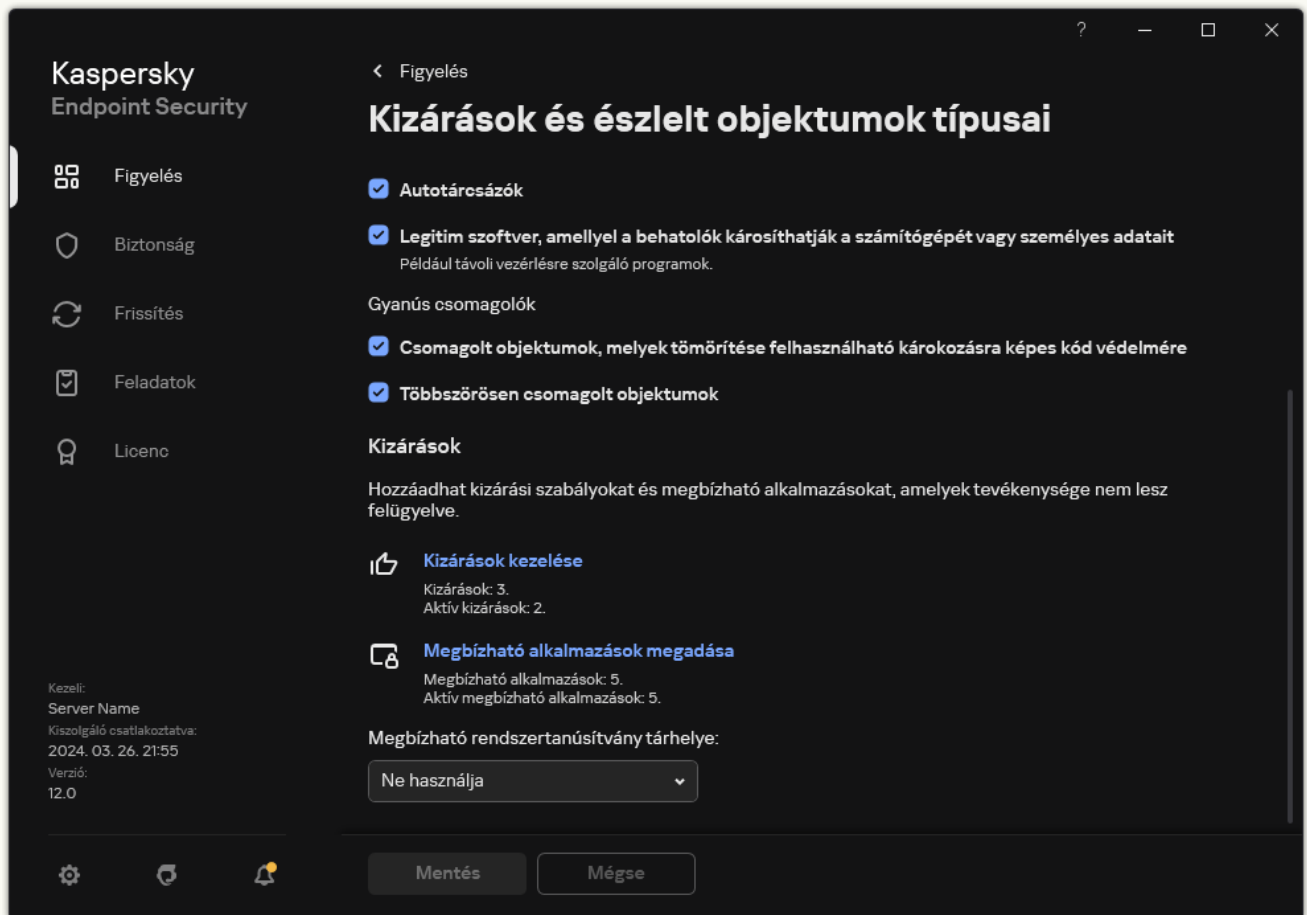 ?
Kaspersky
Endpoint Security
Figyelés
Biztonság
Frissítés
Feladatok
Licenc
Kezeli:
Server Name
Kiszolgáló csatlakoztatva:
2024. 03. 26. 21:55
Verzió:
12.0
Figyelés
Kizárások és észlelt objektumok típusai
Autotárcsázók
Legitim szoftver, amellyel a behatolók károsíthatják a számítógépét vagy személyes adatait
Például távoli vezérlésre szolgáló programok.
Gyanús csomagolók
Csomagolt objektumok, melyek tömörítése felhasználható károkozásra képes kód védelmére
Többszörösen csomagolt objektumok
Kizárások
Hozzáadhat kizárási szabályokat és megbízható alkalmazásokat, amelyek tevékenysége nem lesz
felügyelve.
Kizárások kezelése
Kizárások: 3.
Aktív kizárások: 2.
Megbízható alkalmazások megadása
Megbízható alkalmazások: 5.
Aktív megbízható alkalmazások: 5.
Megbízható rendszertanúsítvány tárhelye:
Ne használja
Mentés
Mégse